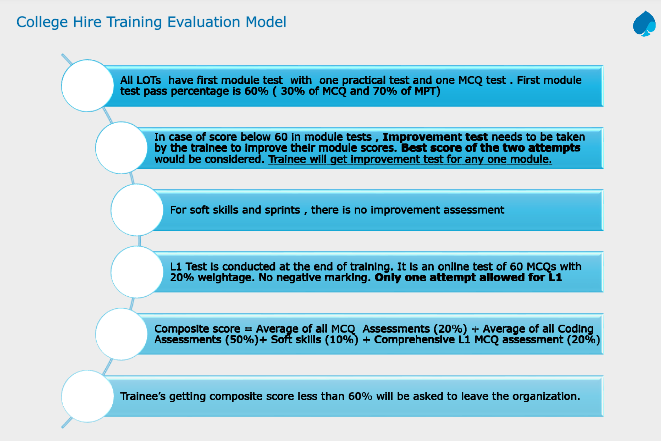 College Hire Training Evaluation Model
All LOTs have first module test with one practical test and one MCQ test . First module
test pass percentage is 60% ( 30% of MCQ and 70% of MPT)
In case of score below 60 in module tests , Improvement test needs to be taken
by the trainee to improve their module scores. Best score of the two attempts
would be considered. Trainee will get improvement test for any one module.
For soft skills and sprints , there is no improvement assessment
L1 Test is conducted at the end of training. It is an online test of 60 MCQs with
20% weightage. No negative marking. Only one attempt allowed for L1
Composite score = Average of all MCQ Assessments (20%) + Average of all Coding
Assessments (50%)+ Soft skills (10%) + Comprehensive L1 MCQ assessment (20%)
Trainee's getting composite score less than 60% will be asked to leave the organization.